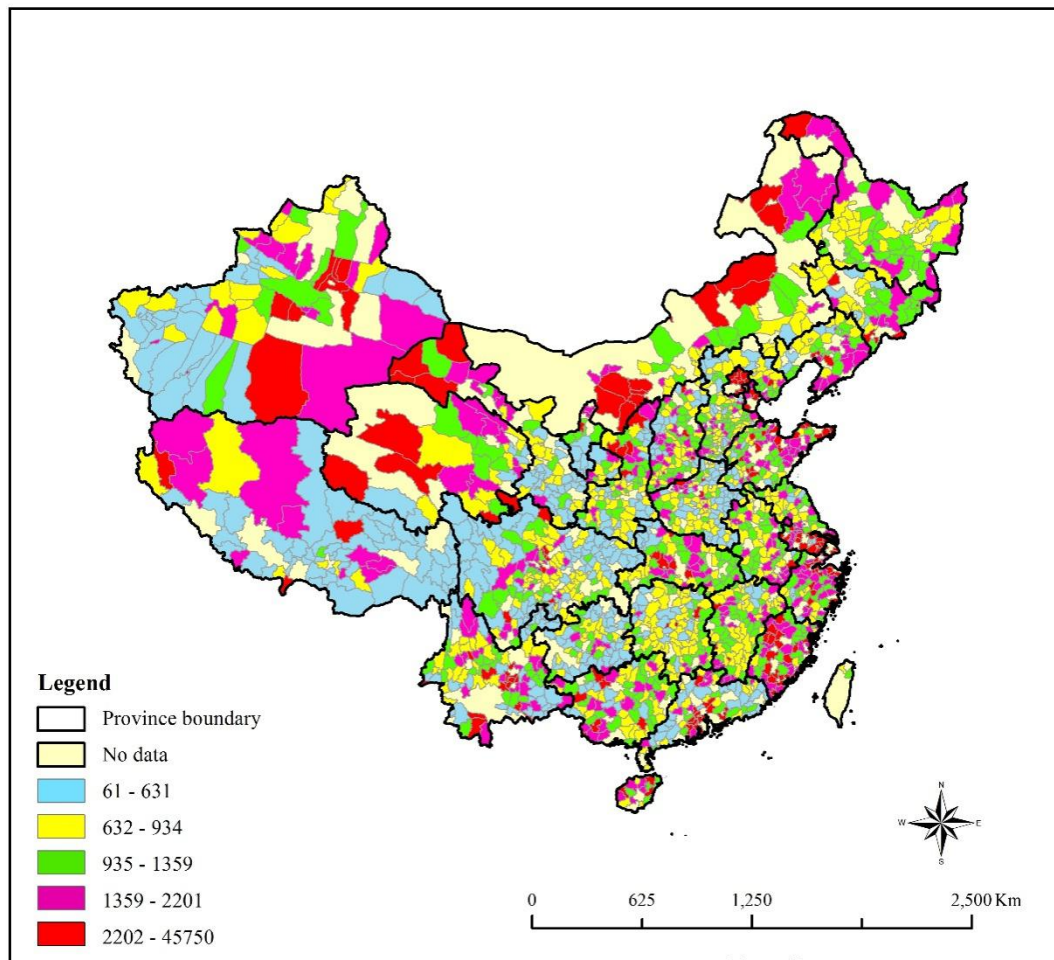 Legend
Province boundary
No data
61 - 631
632 - 934
935 - 1359
1359 - 2201
2202 - 45750
N
W E
S
0 625 1,250 2,500 Km